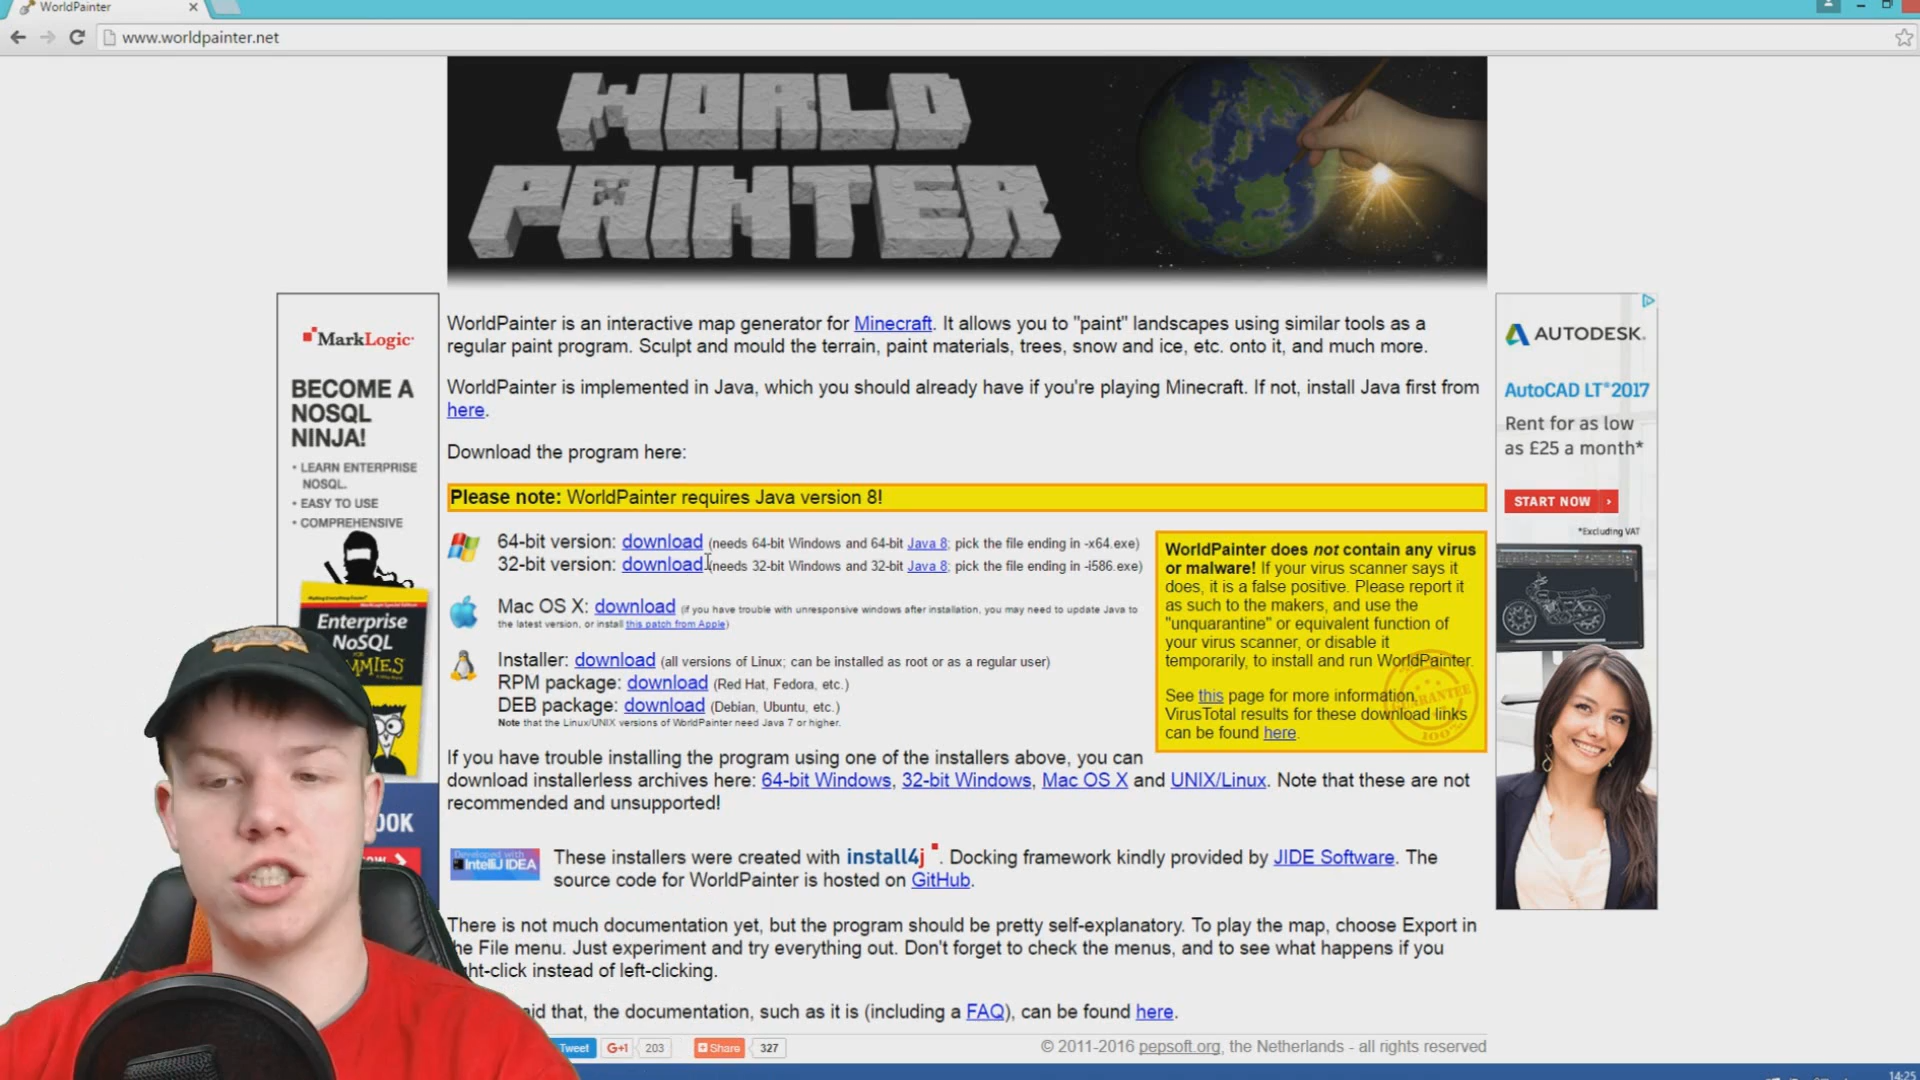 WorldPainter
www.worldpainter.net
WORLD
PAINTER
MarkLogic
BECOME A
NOSQL
NINJA!
• LEARN ENTERPRISE
NOSQL.
• EASY TO USE
• COMPREHENSIVE
Enterprise
NoSQL
WorldPainter is an interactive map generator for Minecraft. It allows you to "paint" landscapes using similar tools as a
regular paint program. Sculpt and mould the terrain, paint materials, trees, snow and ice, etc. onto it, and much more.
WorldPainter is implemented in Java, which you should already have if you're playing Minecraft. If not, install Java first from
here.
Download the program here:
Please note: WorldPainter requires Java version 8!
64-bit version: download (needs 64-bit Windows and 64-bit Java 8; pick the file ending in -x64.exe)
32-bit version: download (needs 32-bit Windows and 32-bit Java 8; pick the file ending in -i586.exe)
Mac OS X: download (if you have trouble with unresponsive windows after installation, you may need to update Java to
the latest version, or install this patch from Apple)
Installer: download (all versions of Linux; can be installed as root or as a regular user)
RPM package: download (Red Hat, Fedora, etc.)
DEB package: download (Debian, Ubuntu, etc.)
Note that the Linux/UNIX versions of WorldPainter need Java 7 or higher.
WorldPainter does not contain any virus
or malware! If your virus scanner says it
does, it is a false positive. Please report it
as such to the makers, and use the
"unquarantine" or equivalent function of
your virus scanner, or disable it
temporarily, to install and run WorldPainter.
See this page for more information.
VirusTotal results for these download links
can be found here.
100%
If you have trouble installing the program using one of the installers above, you can
download installerless archives here: 64-bit Windows, 32-bit Windows, Mac OS X and UNIX/Linux. Note that these are not
recommended and unsupported!
Developed with
IntelliJ IDEA
These installers were created with install4j. Docking framework kindly provided by JIDE Software. The
source code for WorldPainter is hosted on GitHub.
There is not much documentation yet, but the program should be pretty self-explanatory. To play the map, choose Export in
the File menu. Just experiment and try everything out. Don't forget to check the menus, and to see what happens if you
right-click instead of left-clicking.
that, the documentation, such as it is (including a FAQ), can be found here.
Tweet G+1 203 Share 327
© 2011-2016 pepsoft.org, the Netherlands - all rights reserved
AUTODESK.
AutoCAD LT®2017
Rent for as low
as £25 a month*
START NOW
*Excluding VAT
14:25